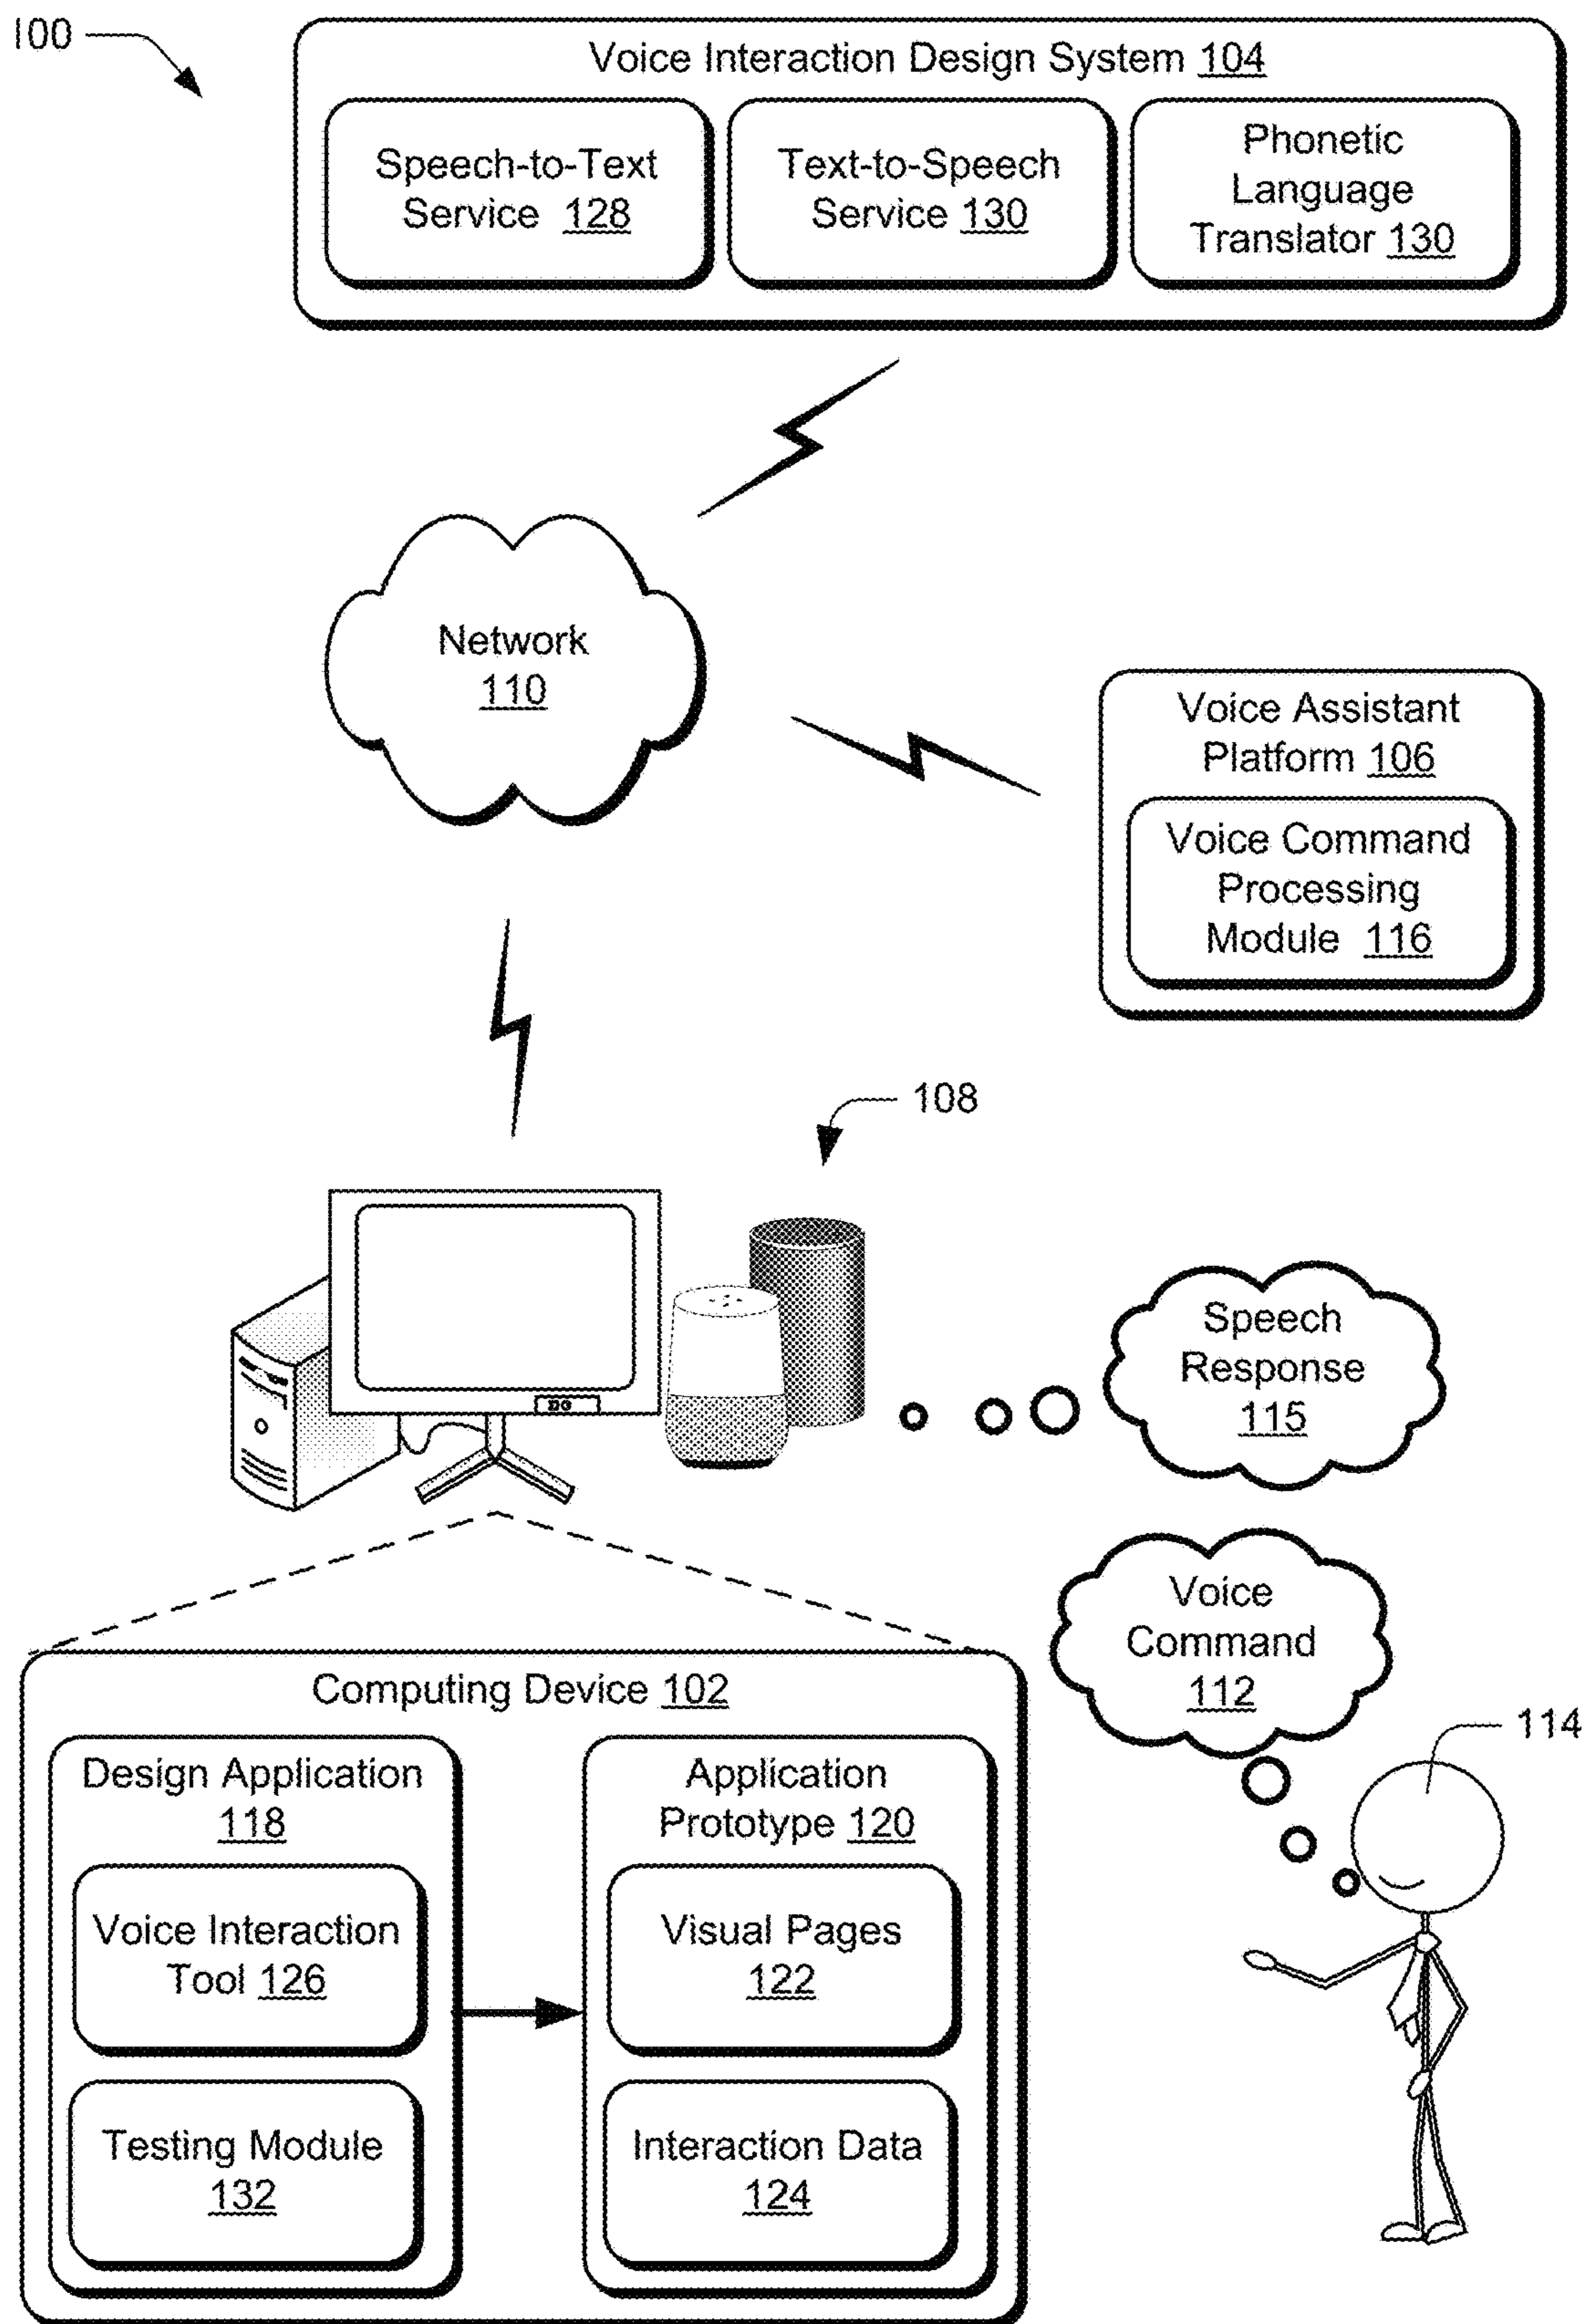 100
Voice Interaction Design System 104
Speech-to-Text
Service 128
Text-to-Speech
Service 130
Phonetic
Language
Translator 130
Network
110
Voice Assistant
Platform 106
Voice Command
Processing
Module 116
108
Speech
Response
115
Voice
Command
112
114
Computing Device 102
Design Application
118
Voice Interaction
Tool 126
Testing Module
132
Application
Prototype 120
Visual Pages
122
Interaction Data
124